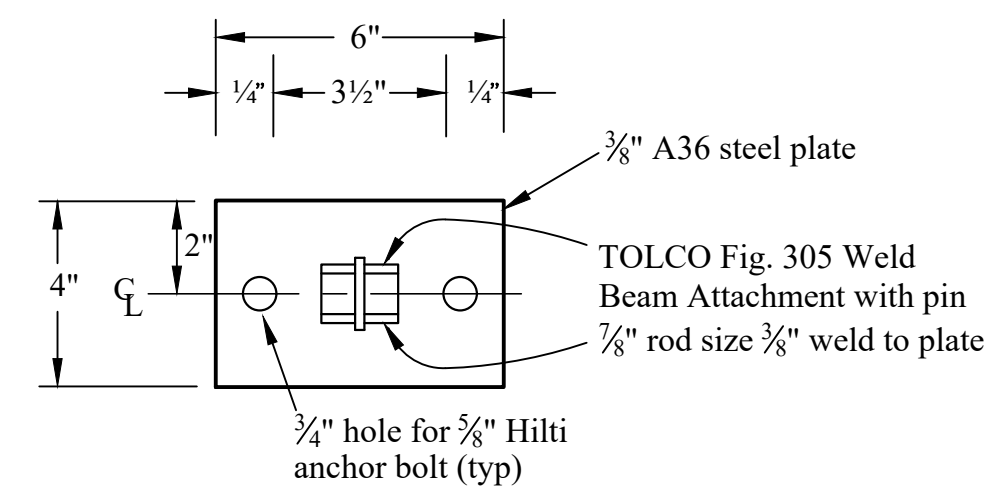 6"
¼” 3½" ¼”
⅜" A36 steel plate
2"
4"
℄
TOLCO Fig. 305 Weld
Beam Attachment with pin
⅞" rod size ⅜" weld to plate
¾" hole for ⅝" Hilti
anchor bolt (typ)